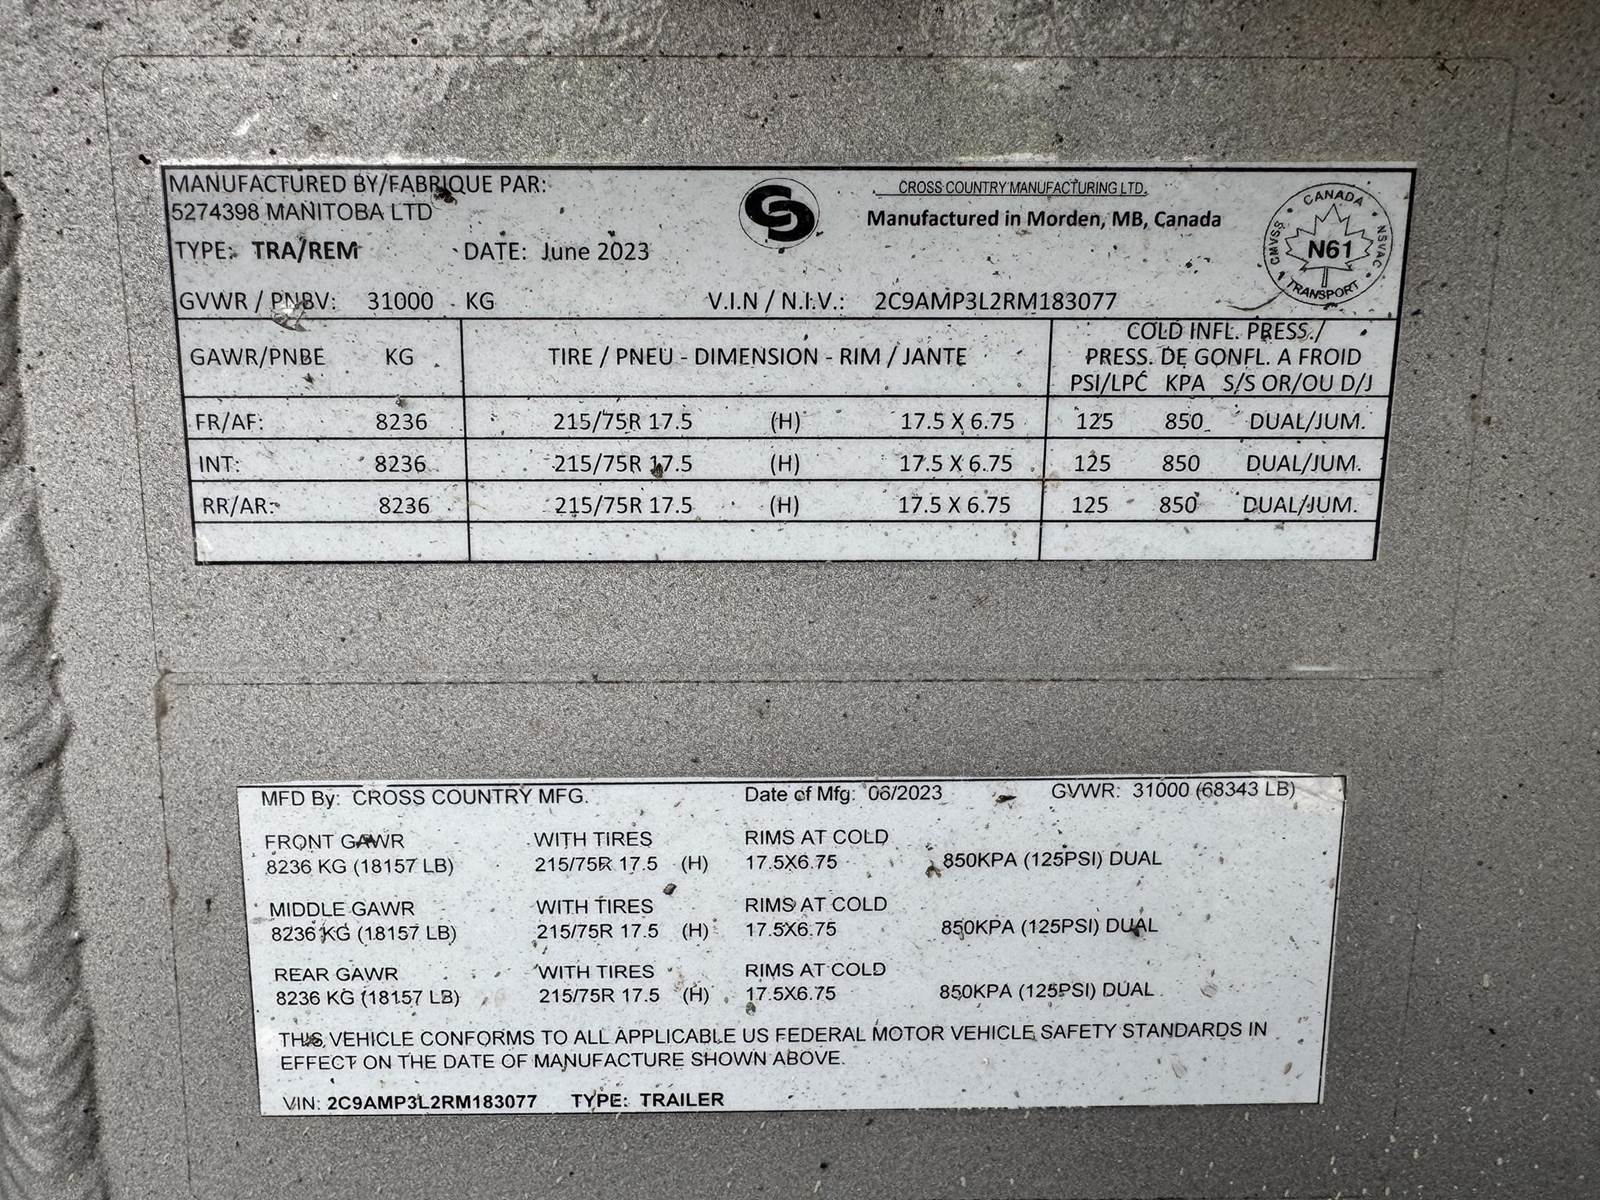 MANUFACTURED BY/FABRIQUE PAR:
5274398 MANITOBA LTD
CROSS COUNTRY MANUFACTURING LTD.
Manufactured in Morden, MB, Canada
CANADA
CMVSS N61 NSVAC
TRANSPORT
TYPE: TRA/REM DATE: June 2023
GVWR / PNBV: 31000 KG V.I.N / N.I.V.: 2C9AMP3L2RM183077
GAWR/PNBE KG TIRE / PNEU - DIMENSION - RIM / JANTE
COLD INFL. PRESS./
PRESS. DE GONFL. A FROID
PSI/LPC KPA S/S OR/OU D/J
FR/AF: 8236 215/75R 17.5 (H) 17.5 X 6.75 125 850 DUAL/JUM.
INT: 8236 215/75R 17.5 (H) 17.5 X 6.75 125 850 DUAL/JUM.
RR/AR: 8236 215/75R 17.5 (H) 17.5 X 6.75 125 850 DUAL/JUM.
MFD By: CROSS COUNTRY MFG. Date of Mfg: 06/2023 GVWR: 31000 (68343 LB)
FRONT GAWR WITH TIRES RIMS AT COLD
8236 KG (18157 LB) 215/75R 17.5 (H) 17.5X6.75 850KPA (125PSI) DUAL
MIDDLE GAWR WITH TIRES RIMS AT COLD
8236 KG (18157 LB) 215/75R 17.5 (H) 17.5X6.75 850KPA (125PSI) DUAL
REAR GAWR WITH TIRES RIMS AT COLD
8236 KG (18157 LB) 215/75R 17.5 (H) 17.5X6.75 850KPA (125PSI) DUAL
THIS VEHICLE CONFORMS TO ALL APPLICABLE US FEDERAL MOTOR VEHICLE SAFETY STANDARDS IN
EFFECT ON THE DATE OF MANUFACTURE SHOWN ABOVE.
VIN: 2C9AMP3L2RM183077 TYPE: TRAILER